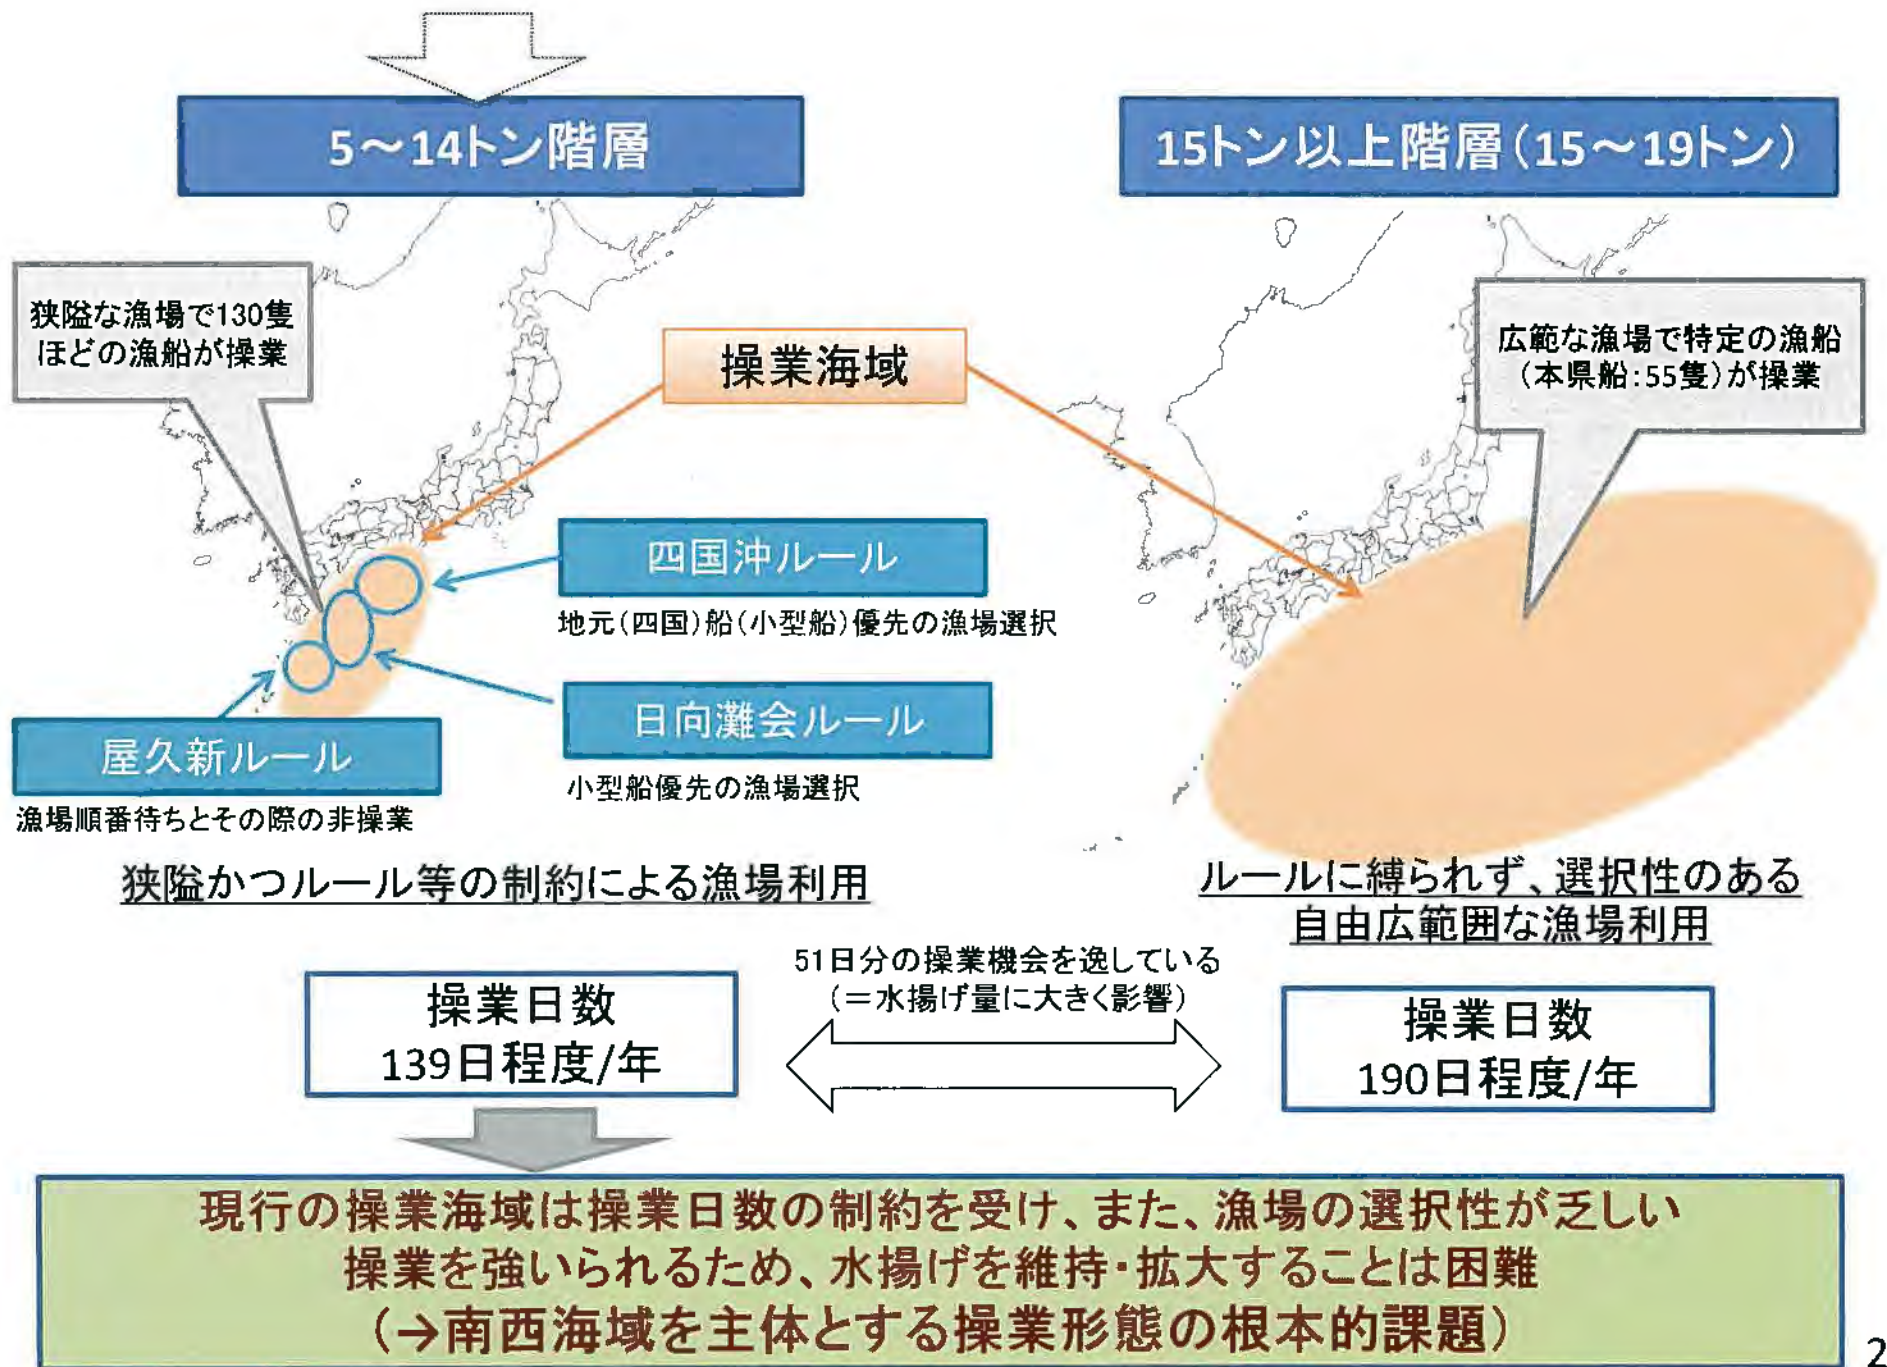 5～14トン階層
15トン以上階層(15～19トン)
狭隘な漁場で130隻
ほどの漁船が操業
操業海域
広範な漁場で特定の漁船
(本県船:55隻)が操業
四国沖ルール
地元(四国)船(小型船)優先の漁場選択
日向灘会ルール
小型船優先の漁場選択
屋久新ルール
漁場順番待ちとその際の非操業
狭隘かつルール等の制約による漁場利用
ルールに縛られず、選択性のある
自由広範囲な漁場利用
51日分の操業機会を逸している
(＝水揚げ量に大きく影響)
操業日数
139日程度/年
操業日数
190日程度/年
現行の操業海域は操業日数の制約を受け、また、漁場の選択性が乏しい
操業を強いられるため、水揚げを維持・拡大することは困難
(→南西海域を主体とする操業形態の根本的課題)
2